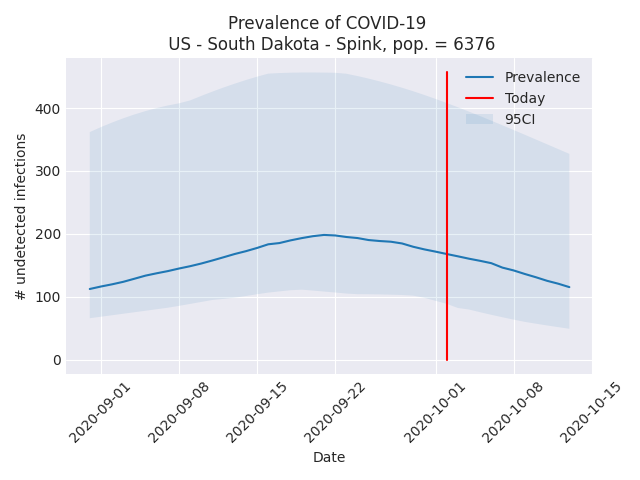 Prevalence of COVID-19
US - South Dakota - Spink, pop. = 6376
Prevalence
Today
95CI
# undetected infections
400
300
200
100
0
2020-09-01
2020-09-08
2020-09-15
2020-09-22
2020-10-01
2020-10-08
2020-10-15
Date